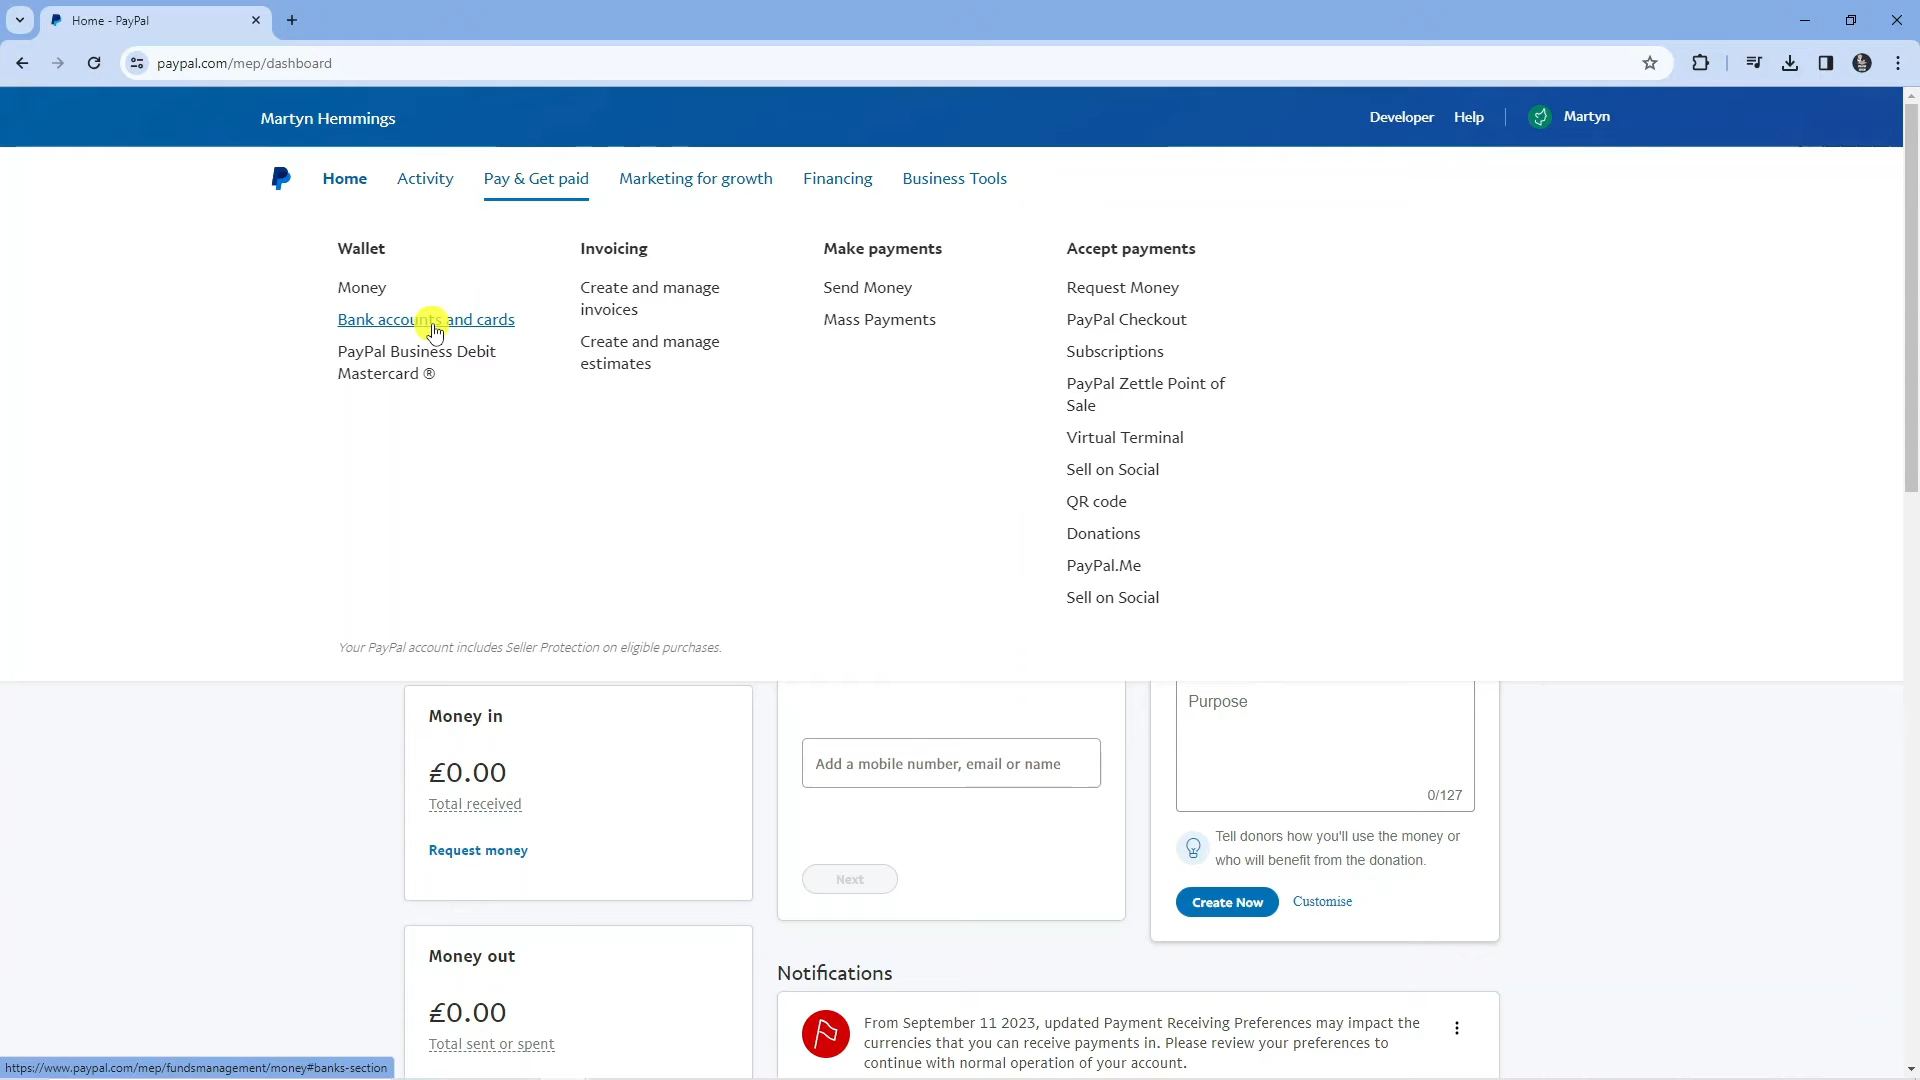 Home - PayPal
paypal.com/mep/dashboard
Martyn Hemmings
Developer Help Martyn
Home Activity Pay & Get paid Marketing for growth Financing Business Tools
Wallet
Money
Bank accounts and cards
PayPal Business Debit
Mastercard ®
Invoicing
Create and manage
invoices
Create and manage
estimates
Make payments
Send Money
Mass Payments
Accept payments
Request Money
PayPal Checkout
Subscriptions
PayPal Zettle Point of
Sale
Virtual Terminal
Sell on Social
QR code
Donations
PayPal.Me
Sell on Social
Your PayPal account includes Seller Protection on eligible purchases.
Money in
£0.00
Total received
Request money
Money out
£0.00
Total sent or spent
Add a mobile number, email or name
Next
Purpose
0/127
Tell donors how you'll use the money or
who will benefit from the donation.
Create Now Customise
Notifications
From September 11 2023, updated Payment Receiving Preferences may impact the
currencies that you can receive payments in. Please review your preferences to
continue with normal operation of your account.
https://www.paypal.com/mep/fundsmanagement/money#banks-section